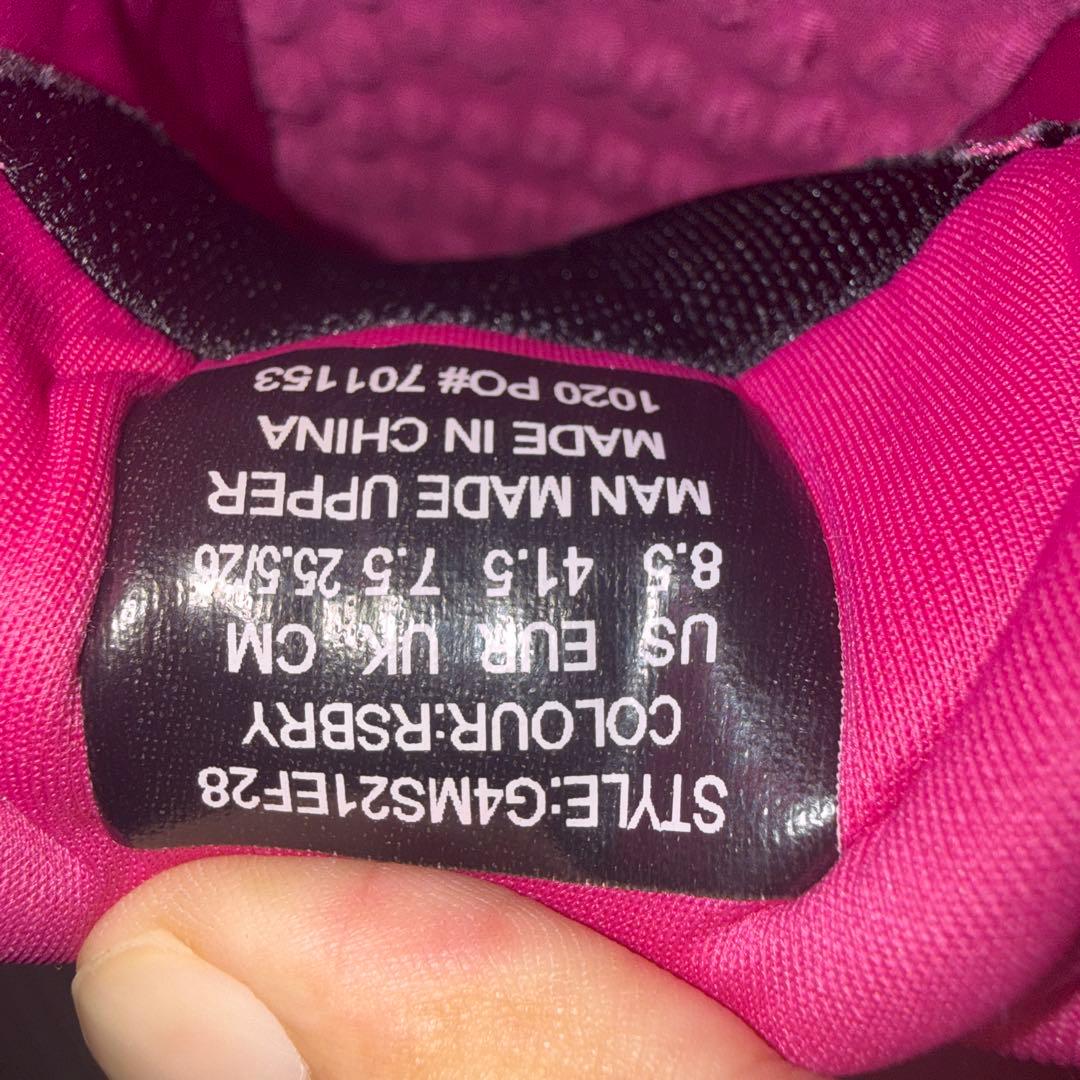 STYLE:G4MS21EF28
COLOUR:RSBRY
US EUR UK CM
8.5 41.5 7.5 25.5/26
MAN MADE UPPER
MADE IN CHINA
1020 PO# 701153